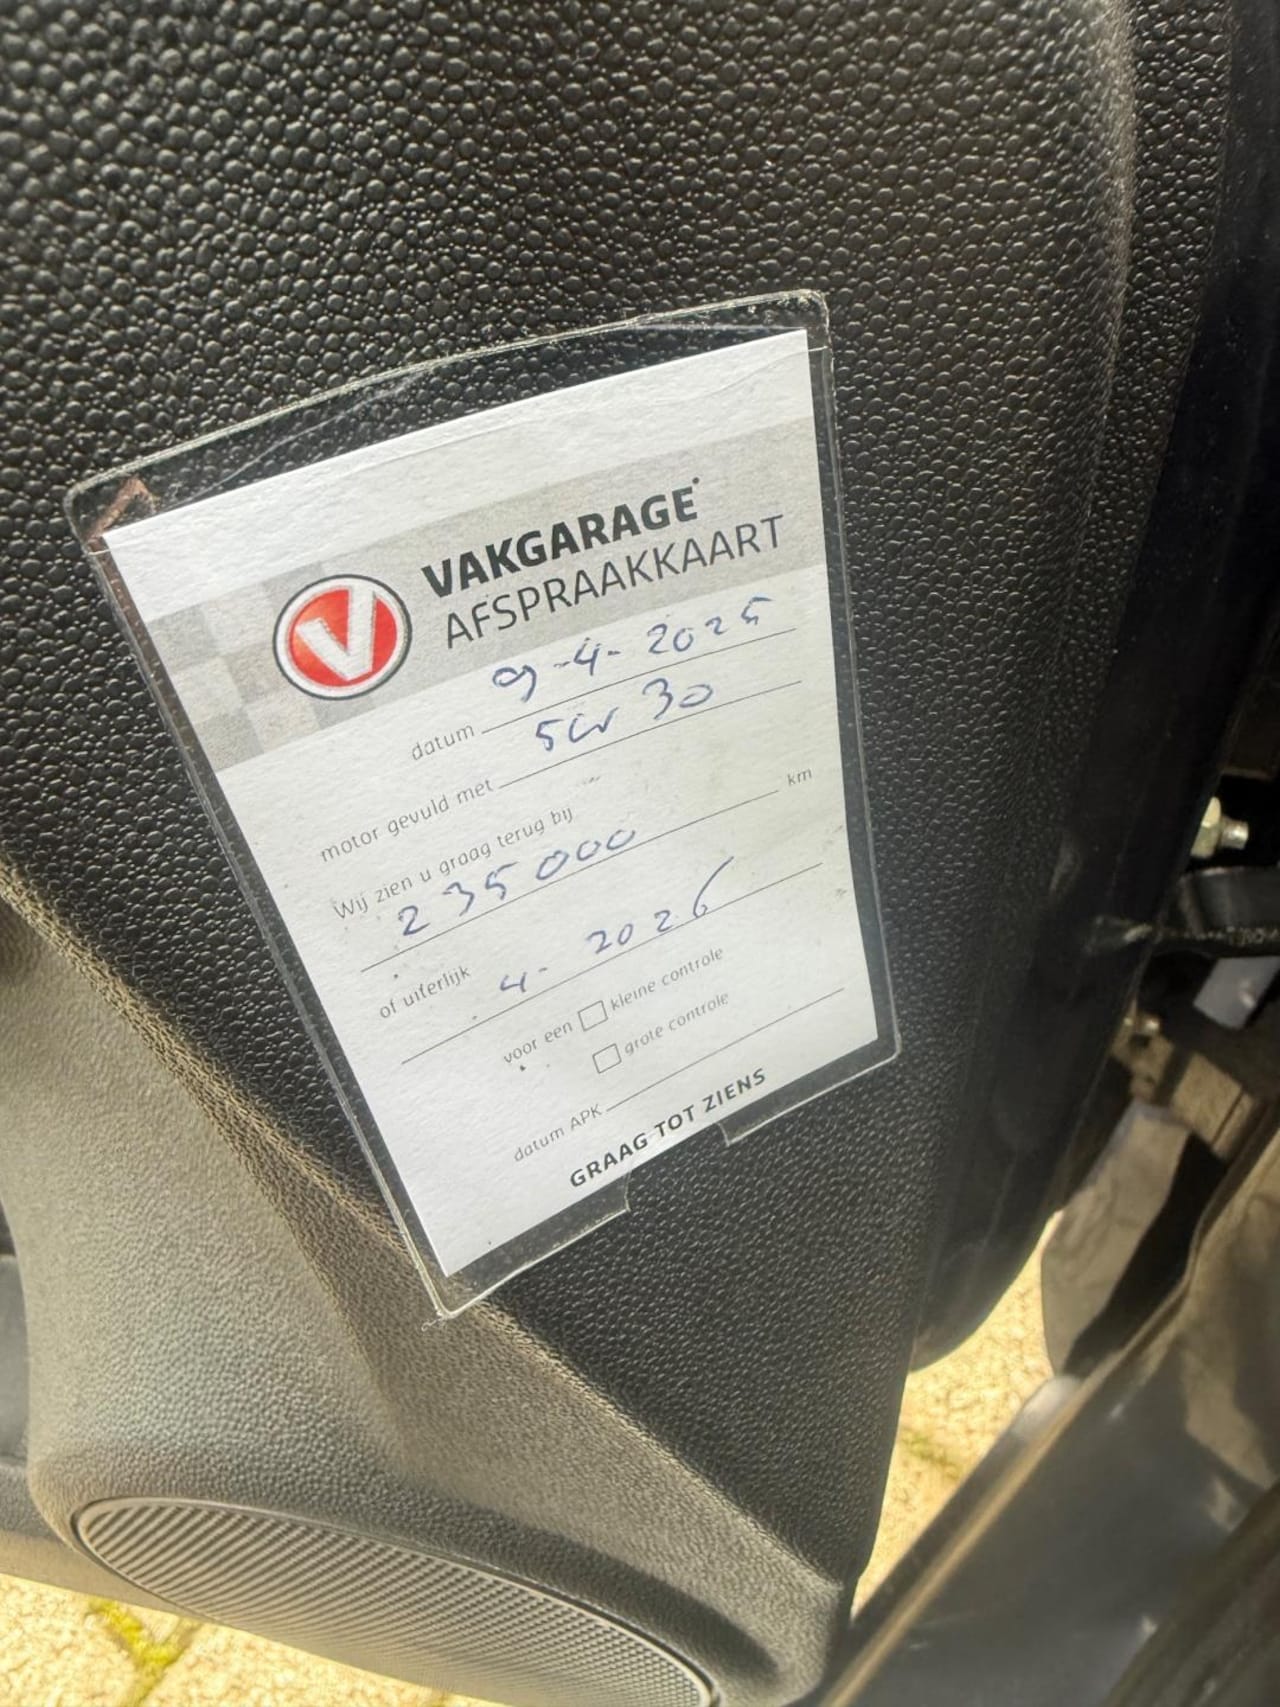 VAKGARAGE
AFSPRAAKKAART
datum 9-4-2025
motor gevuld met 5W30
Wij zien u graag terug bij
235000 km
of uiterlijk
4-2026
voor een kleine controle
grote controle
datum APK
GRAAG TOT ZIENS